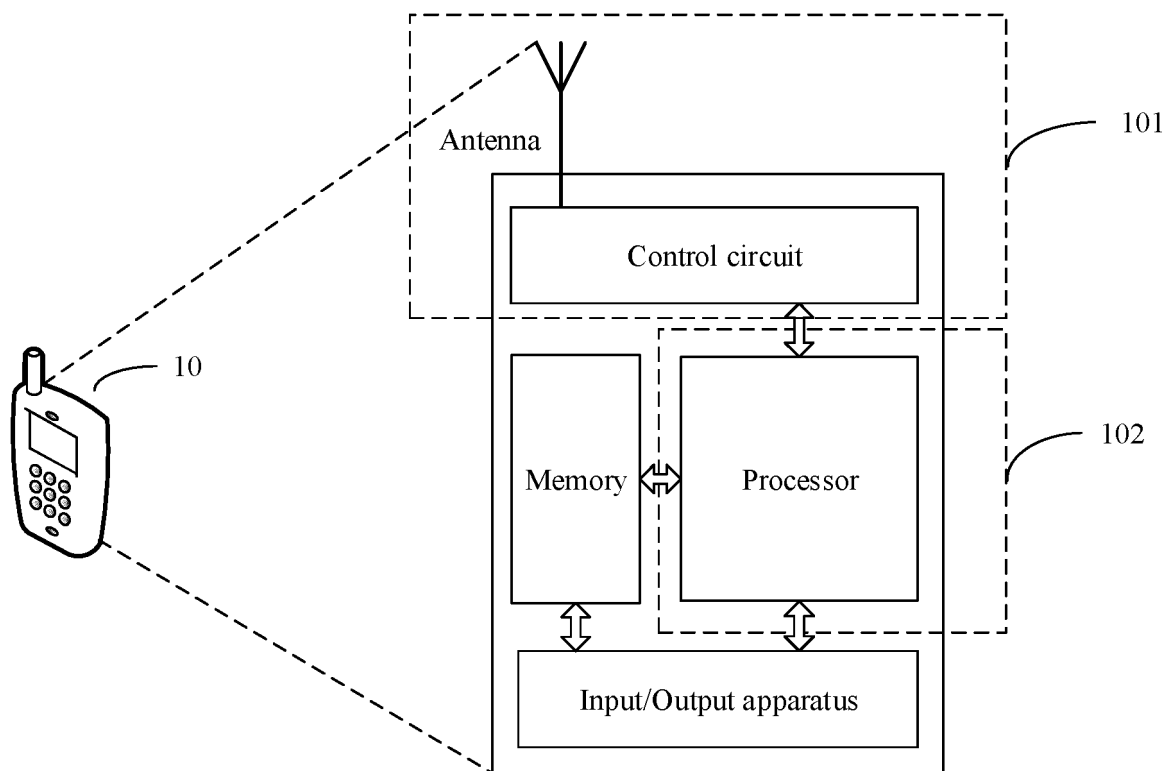 101
Antenna
Control circuit
10
102
Memory
Processor
Input/Output apparatus